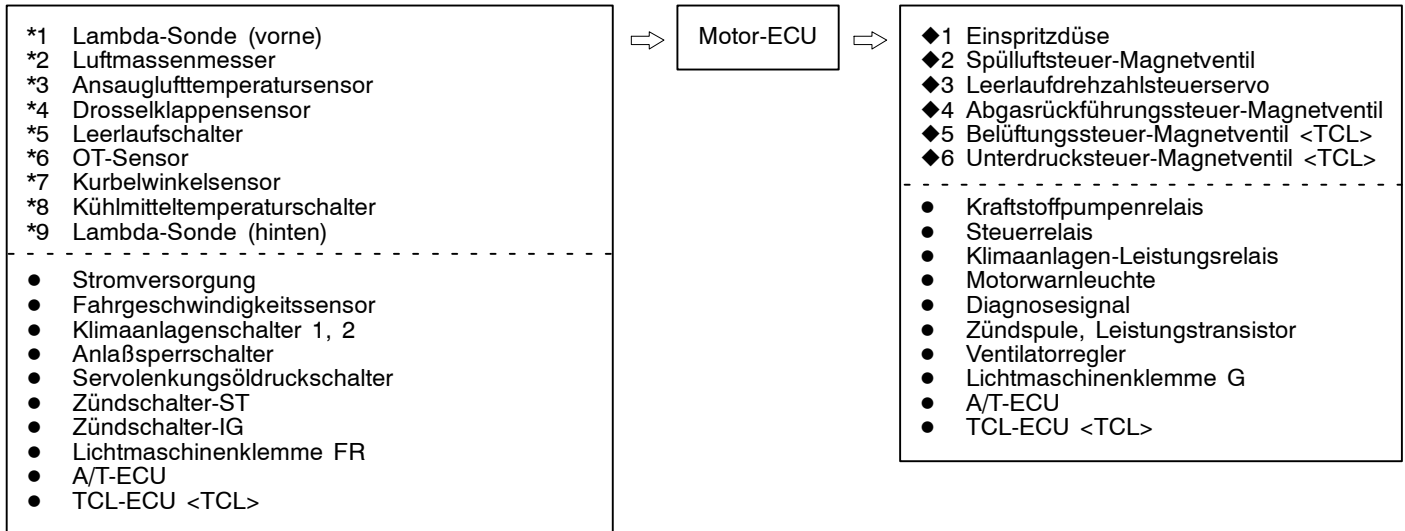 *1 Lambda-Sonde (vorne)
*2 Luftmassenmesser
*3 Ansauglufttemperatursensor
*4 Drosselklappensensor
*5 Leerlaufschalter
*6 OT-Sensor
*7 Kurbelwinkelsensor
*8 Kühlmitteltemperaturschalter
*9 Lambda-Sonde (hinten)
● Stromversorgung
● Fahrgeschwindigkeitssensor
● Klimaanlagenschalter 1, 2
● Anlaßsperrschalter
● Servolenkungsöldruckschalter
● Zündschalter-ST
● Zündschalter-IG
● Lichtmaschinenklemme FR
● A/T-ECU
● TCL-ECU <TCL>
Motor-ECU
◆1 Einspritzdüse
◆2 Spülluftsteuer-Magnetventil
◆3 Leerlaufdrehzahlsteuerservo
◆4 Abgasrückführungssteuer-Magnetventil
◆5 Belüftungssteuer-Magnetventil <TCL>
◆6 Unterdrucksteuer-Magnetventil <TCL>
● Kraftstoffpumpenrelais
● Steuerrelais
● Klimaanlagen-Leistungsrelais
● Motorwarnleuchte
● Diagnosesignal
● Zündspule, Leistungstransistor
● Ventilatorregler
● Lichtmaschinenklemme G
● A/T-ECU
● TCL-ECU <TCL>